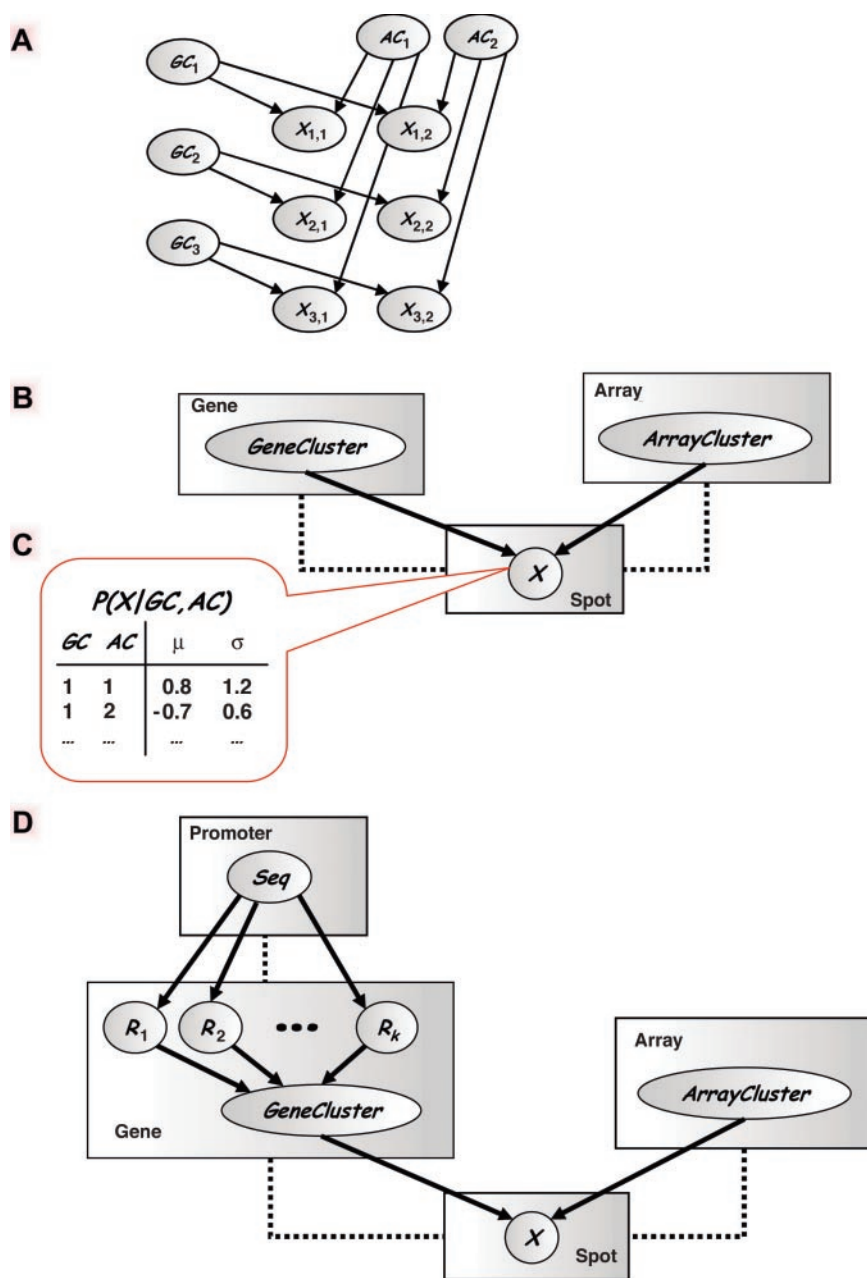 A
GC1
AC1
AC2
X1,1
X1,2
GC2
X2,1
X2,2
GC3
X3,1
X3,2
B
Gene
GeneCluster
Array
ArrayCluster
X
Spot
C
P(X|GC,AC)
GC AC μ σ
1 1 0.8 1.2
1 2 -0.7 0.6
... ... ... ...
D
Promoter
Seq
R1 R2 ... Rk
GeneCluster
Gene
Array
ArrayCluster
X
Spot